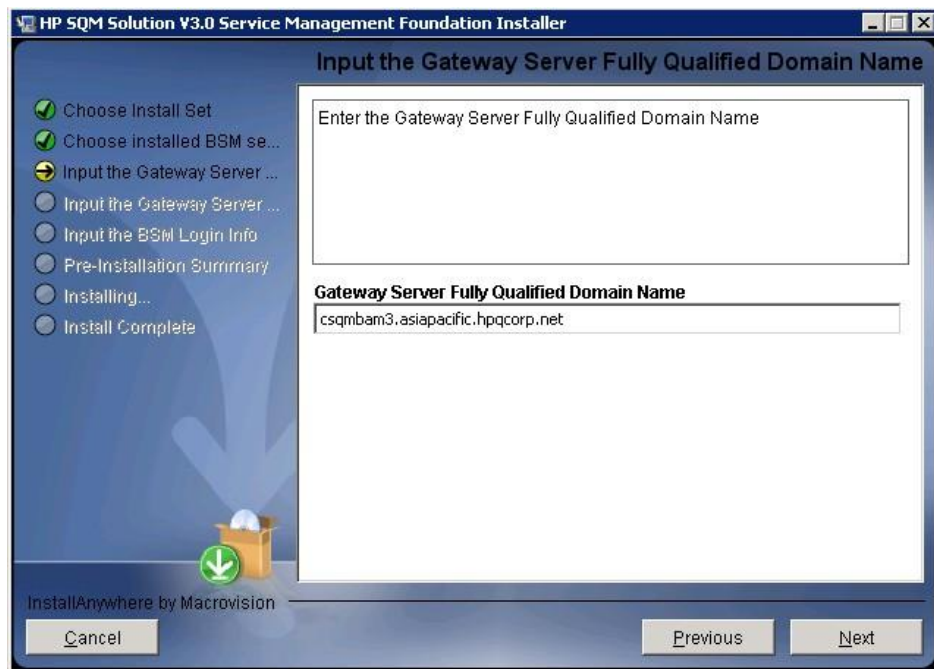 HP SQM Solution V3.0 Service Management Foundation Installer
Input the Gateway Server Fully Qualified Domain Name
Choose Install Set
Choose installed BSM se...
Input the Gateway Server ...
Input the Gateway Server ...
Input the BSM Login Info
Pre-Installation Summary
Installing...
Install Complete
Enter the Gateway Server Fully Qualified Domain Name
Gateway Server Fully Qualified Domain Name
csqmbam3.asiapacific.hpqcorp.net
InstallAnywhere by Macrovision
Cancel
Previous
Next